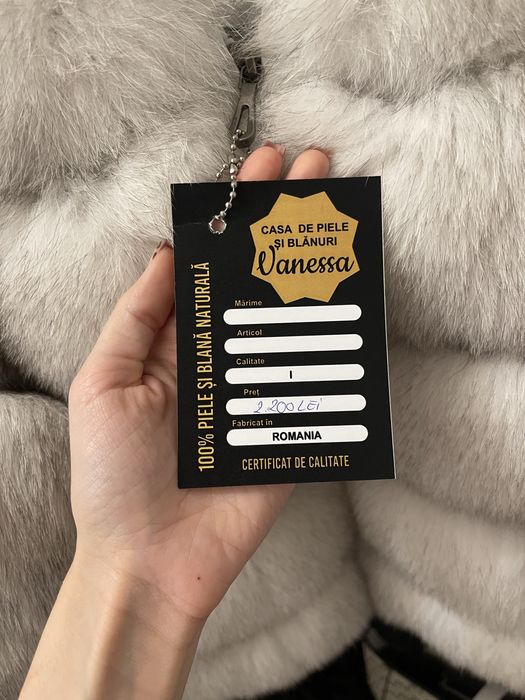 CASA DE PIELE
ȘI BLĂNURI
Vanessa
100% PIELE ȘI BLANĂ NATURALĂ
Mărime
Articol
Calitate
I
Preț
2.200 LEI
Fabricat în
ROMANIA
CERTIFICAT DE CALITATE